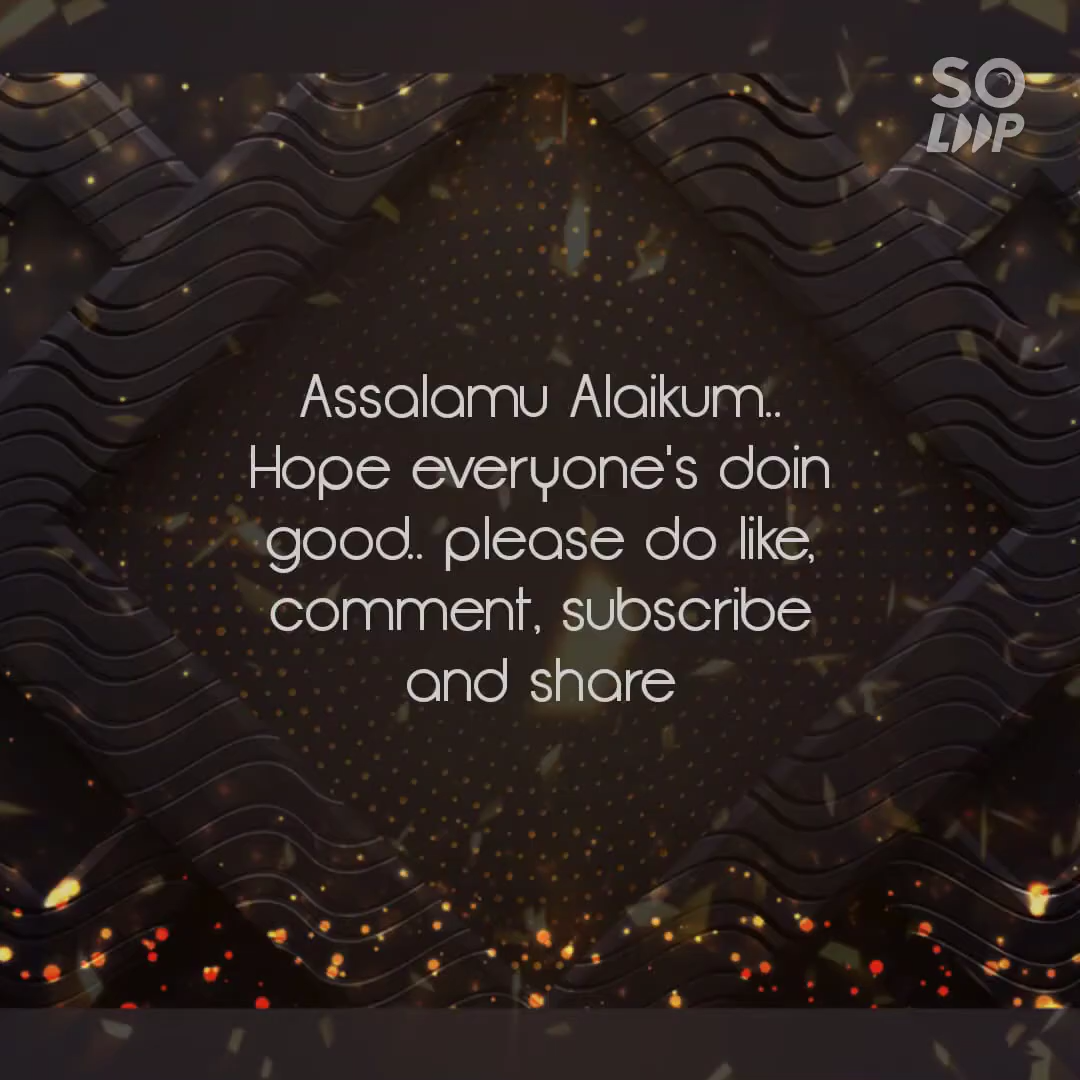 SO
LOOP
Assalamu Alaikum..
Hope everyone's doin
good.. please do like,
comment, subscribe
and share